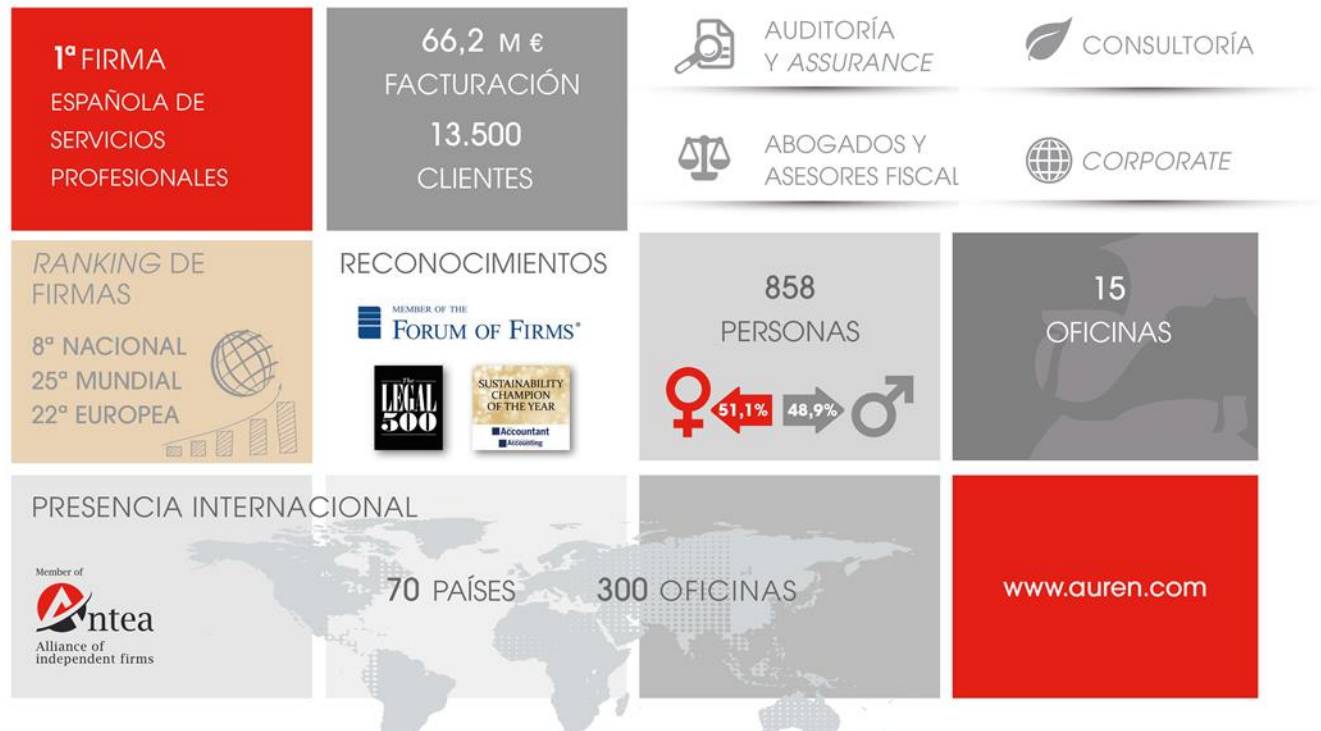 1ª FIRMA
ESPAÑOLA DE
SERVICIOS
PROFESIONALES
66,2 M €
FACTURACIÓN
13.500
CLIENTES
AUDITORÍA
Y ASSURANCE
CONSULTORÍA
ABOGADOS Y
ASESORES FISCAL
CORPORATE
RANKING DE
FIRMAS
8ª NACIONAL
25ª MUNDIAL
22ª EUROPEA
RECONOCIMIENTOS
MEMBER OF THE
FORUM OF FIRMS®
The
LEGAL
500
SUSTAINABILITY
CHAMPION
OF THE YEAR
Accountant
Accounting
858
PERSONAS
51,1% 48,9%
15
OFICINAS
PRESENCIA INTERNACIONAL
Member of
Antea
Alliance of
independent firms
70 PAÍSES 300 OFICINAS
www.auren.com